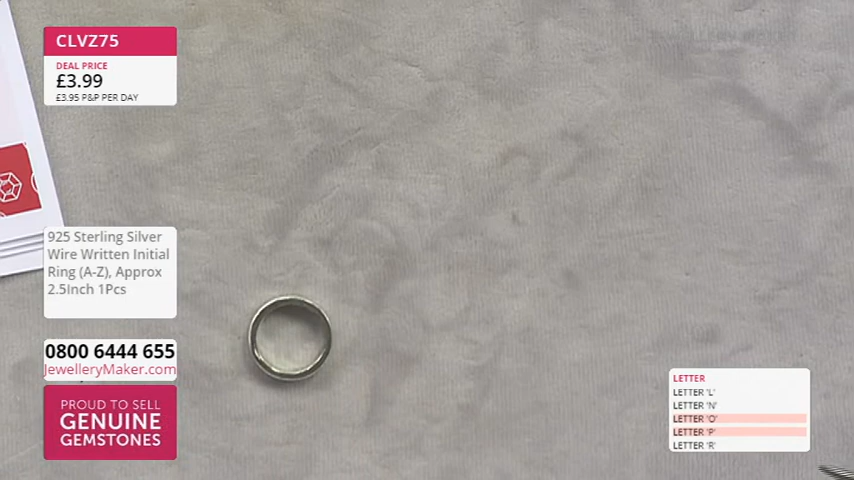 CLVZ75
DEAL PRICE
£3.99
£3.95 P&P PER DAY
925 Sterling Silver
Wire Written Initial
Ring (A-Z), Approx
2.5Inch 1Pcs
0800 6444 655
JewelleryMaker.com
PROUD TO SELL
GENUINE
GEMSTONES
LETTER
LETTER 'L'
LETTER 'N'
LETTER 'O'
LETTER 'P'
LETTER 'R'